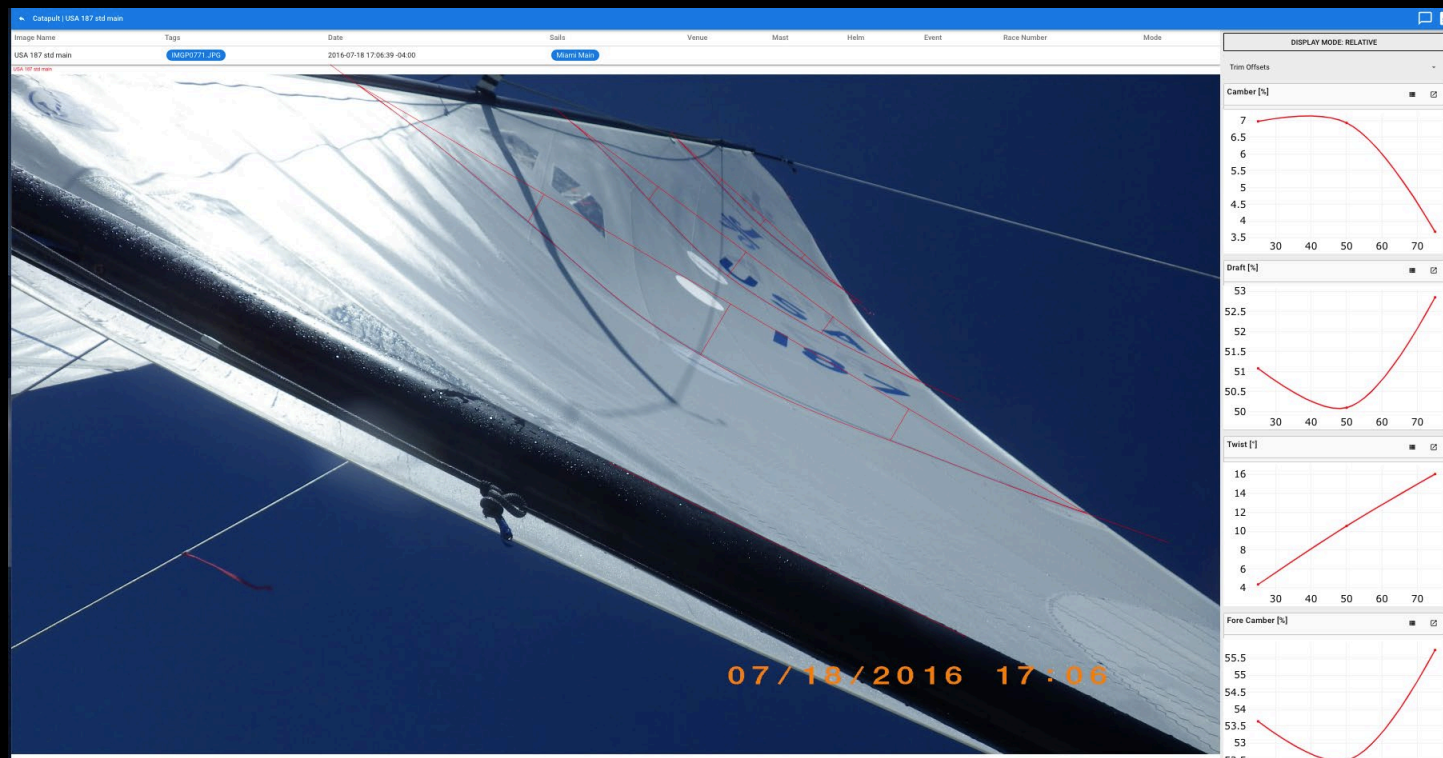 Catapult | USA 187 std main
Image Name Tags Date Sails Venue Mast Helm Event Race Number Mode
USA 187 std main IMGP0771.JPG 2016-07-18 17:06:39 -04:00 Miami Main
USA 187 std main
USA
187
07/18/2016 17:06
DISPLAY MODE: RELATIVE
Trim Offsets
Camber [%]
7
6.5
6
5.5
5
4.5
4
3.5
30 40 50 60 70
Draft [%]
53
52.5
52
51.5
51
50.5
50
30 40 50 60 70
Twist [°]
16
14
12
10
8
6
4
30 40 50 60 70
Fore Camber [%]
55.5
55
54.5
54
53.5
53